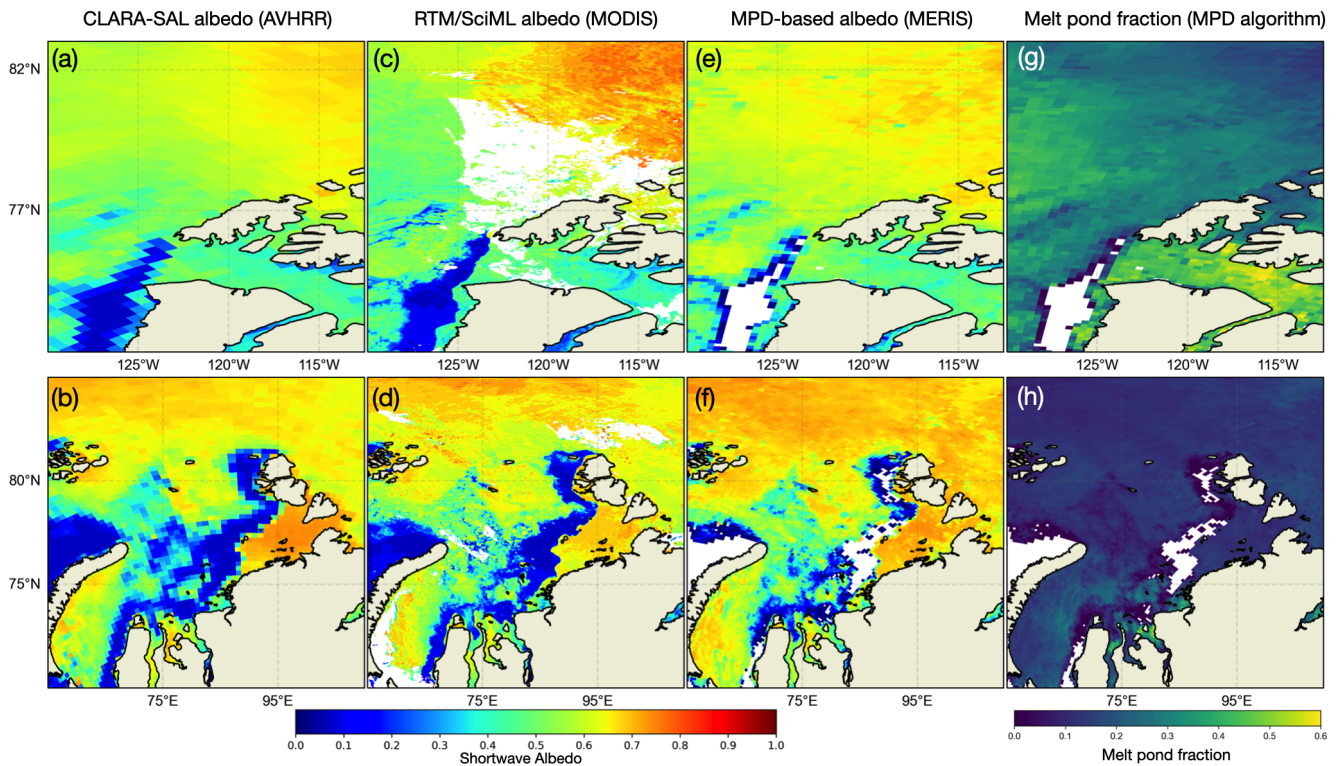 CLARA-SAL albedo (AVHRR)
RTM/SciML albedo (MODIS)
MPD-based albedo (MERIS)
Melt pond fraction (MPD algorithm)
(a)
(c)
(e)
(g)
82°N
77°N
125°W 120°W 115°W
125°W 120°W 115°W
125°W 120°W 115°W
125°W 120°W 115°W
(b)
(d)
(f)
(h)
80°N
75°N
75°E 95°E
75°E 95°E
75°E 95°E
75°E 95°E
0.0 0.1 0.2 0.3 0.4 0.5 0.6 0.7 0.8 0.9 1.0
Shortwave Albedo
0.0 0.1 0.2 0.3 0.4 0.5 0.6
Melt pond fraction